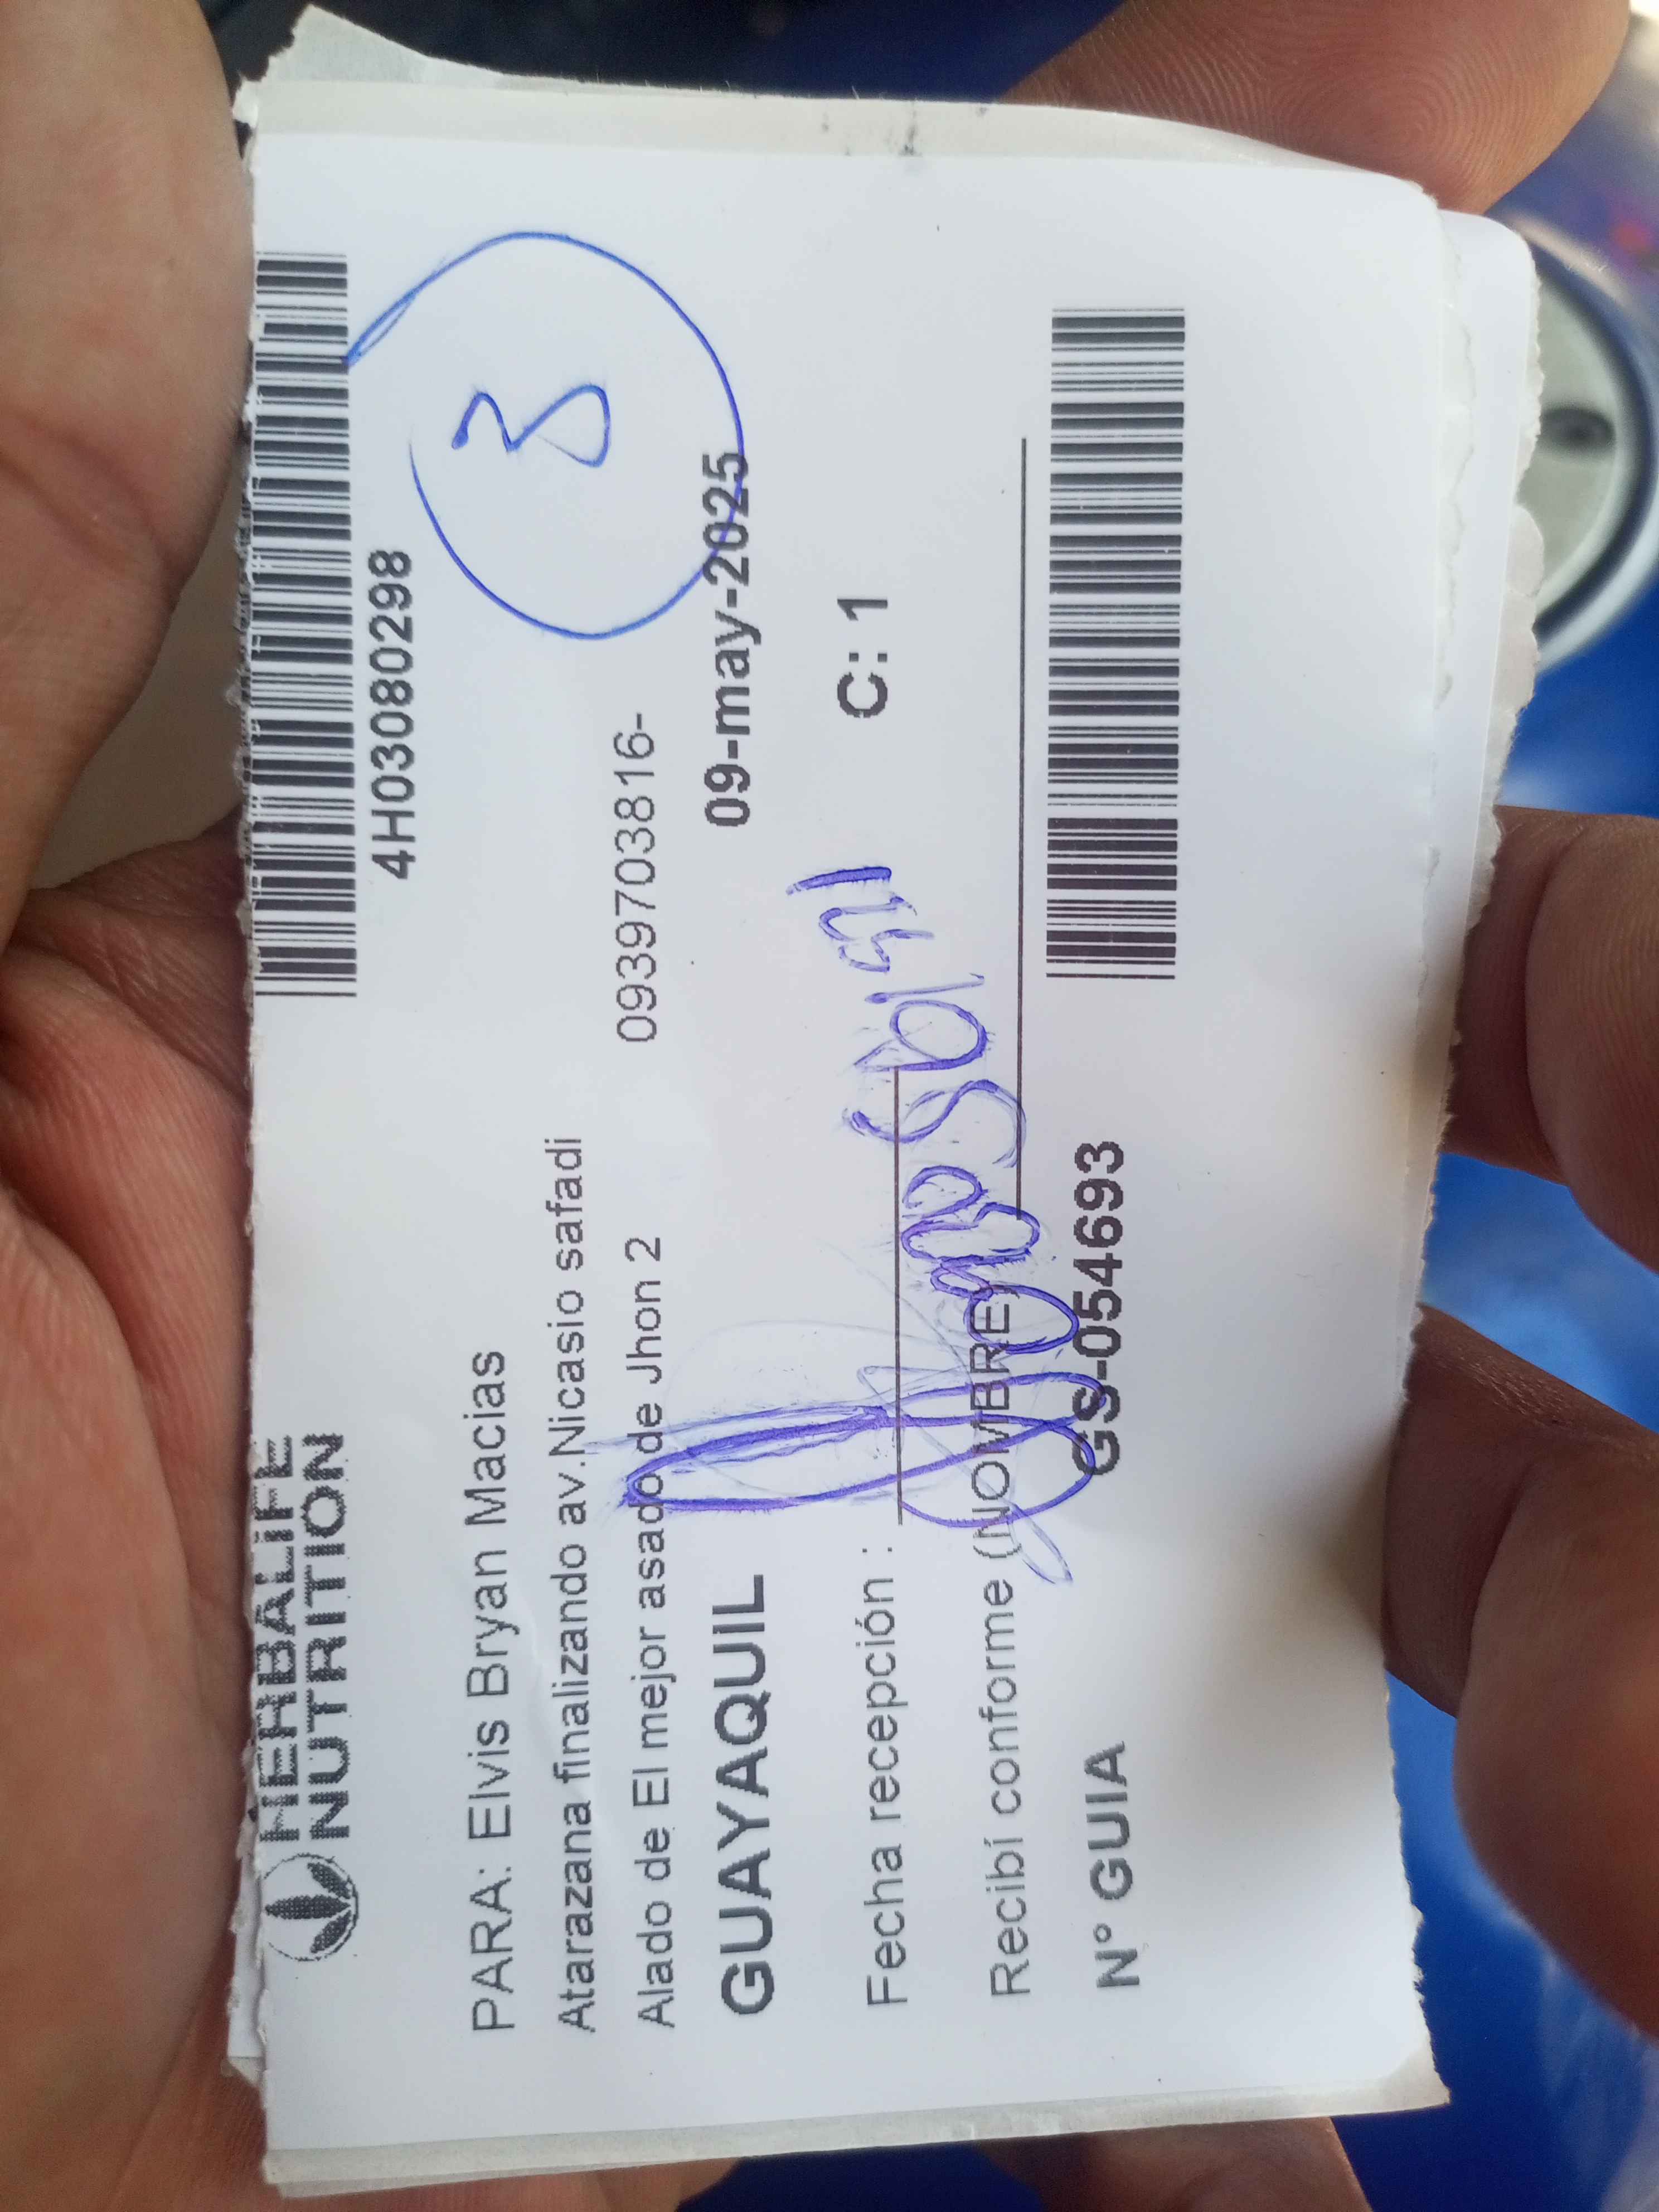 HERBALIFE
NUTRITION
4H03080298
PARA: Elvis Bryan Macias
3
Atarazana finalizando av.Nicasio safadi
Alado de El mejor asado de Jhon 2 0939703816-
GUAYAQUIL 09-may-2025
Fecha recepción : C: 1
Recibí conforme (NOMBRE)
N° GUIA GS-054693